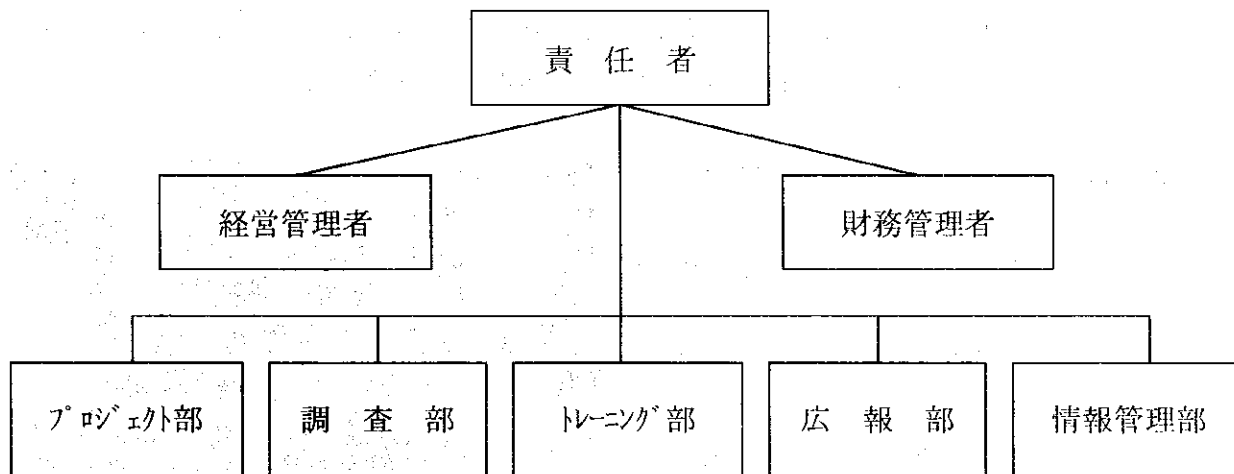 責任者
経営管理者
財務管理者
プロジェクト部
調査部
トレーニング部
広報部
情報管理部